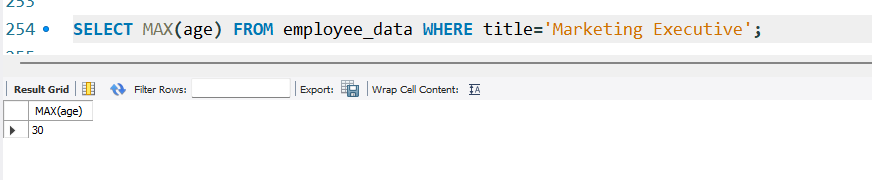 254 SELECT MAX(age) FROM employee_data WHERE title='Marketing Executive';
Result Grid Filter Rows: Export: Wrap Cell Content:
MAX(age)
30